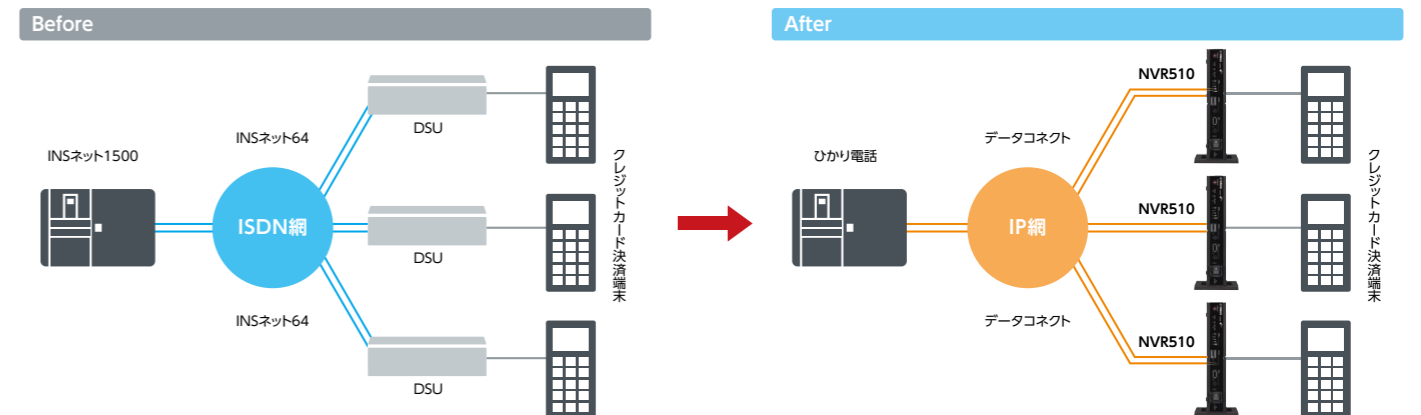 Before
INSネット1500
INSネット64
ISDN網
INSネット64
DSU
DSU
DSU
クレジットカード決済端末
After
ひかり電話
データコネクト
IP網
データコネクト
NVR510
NVR510
NVR510
クレジットカード決済端末